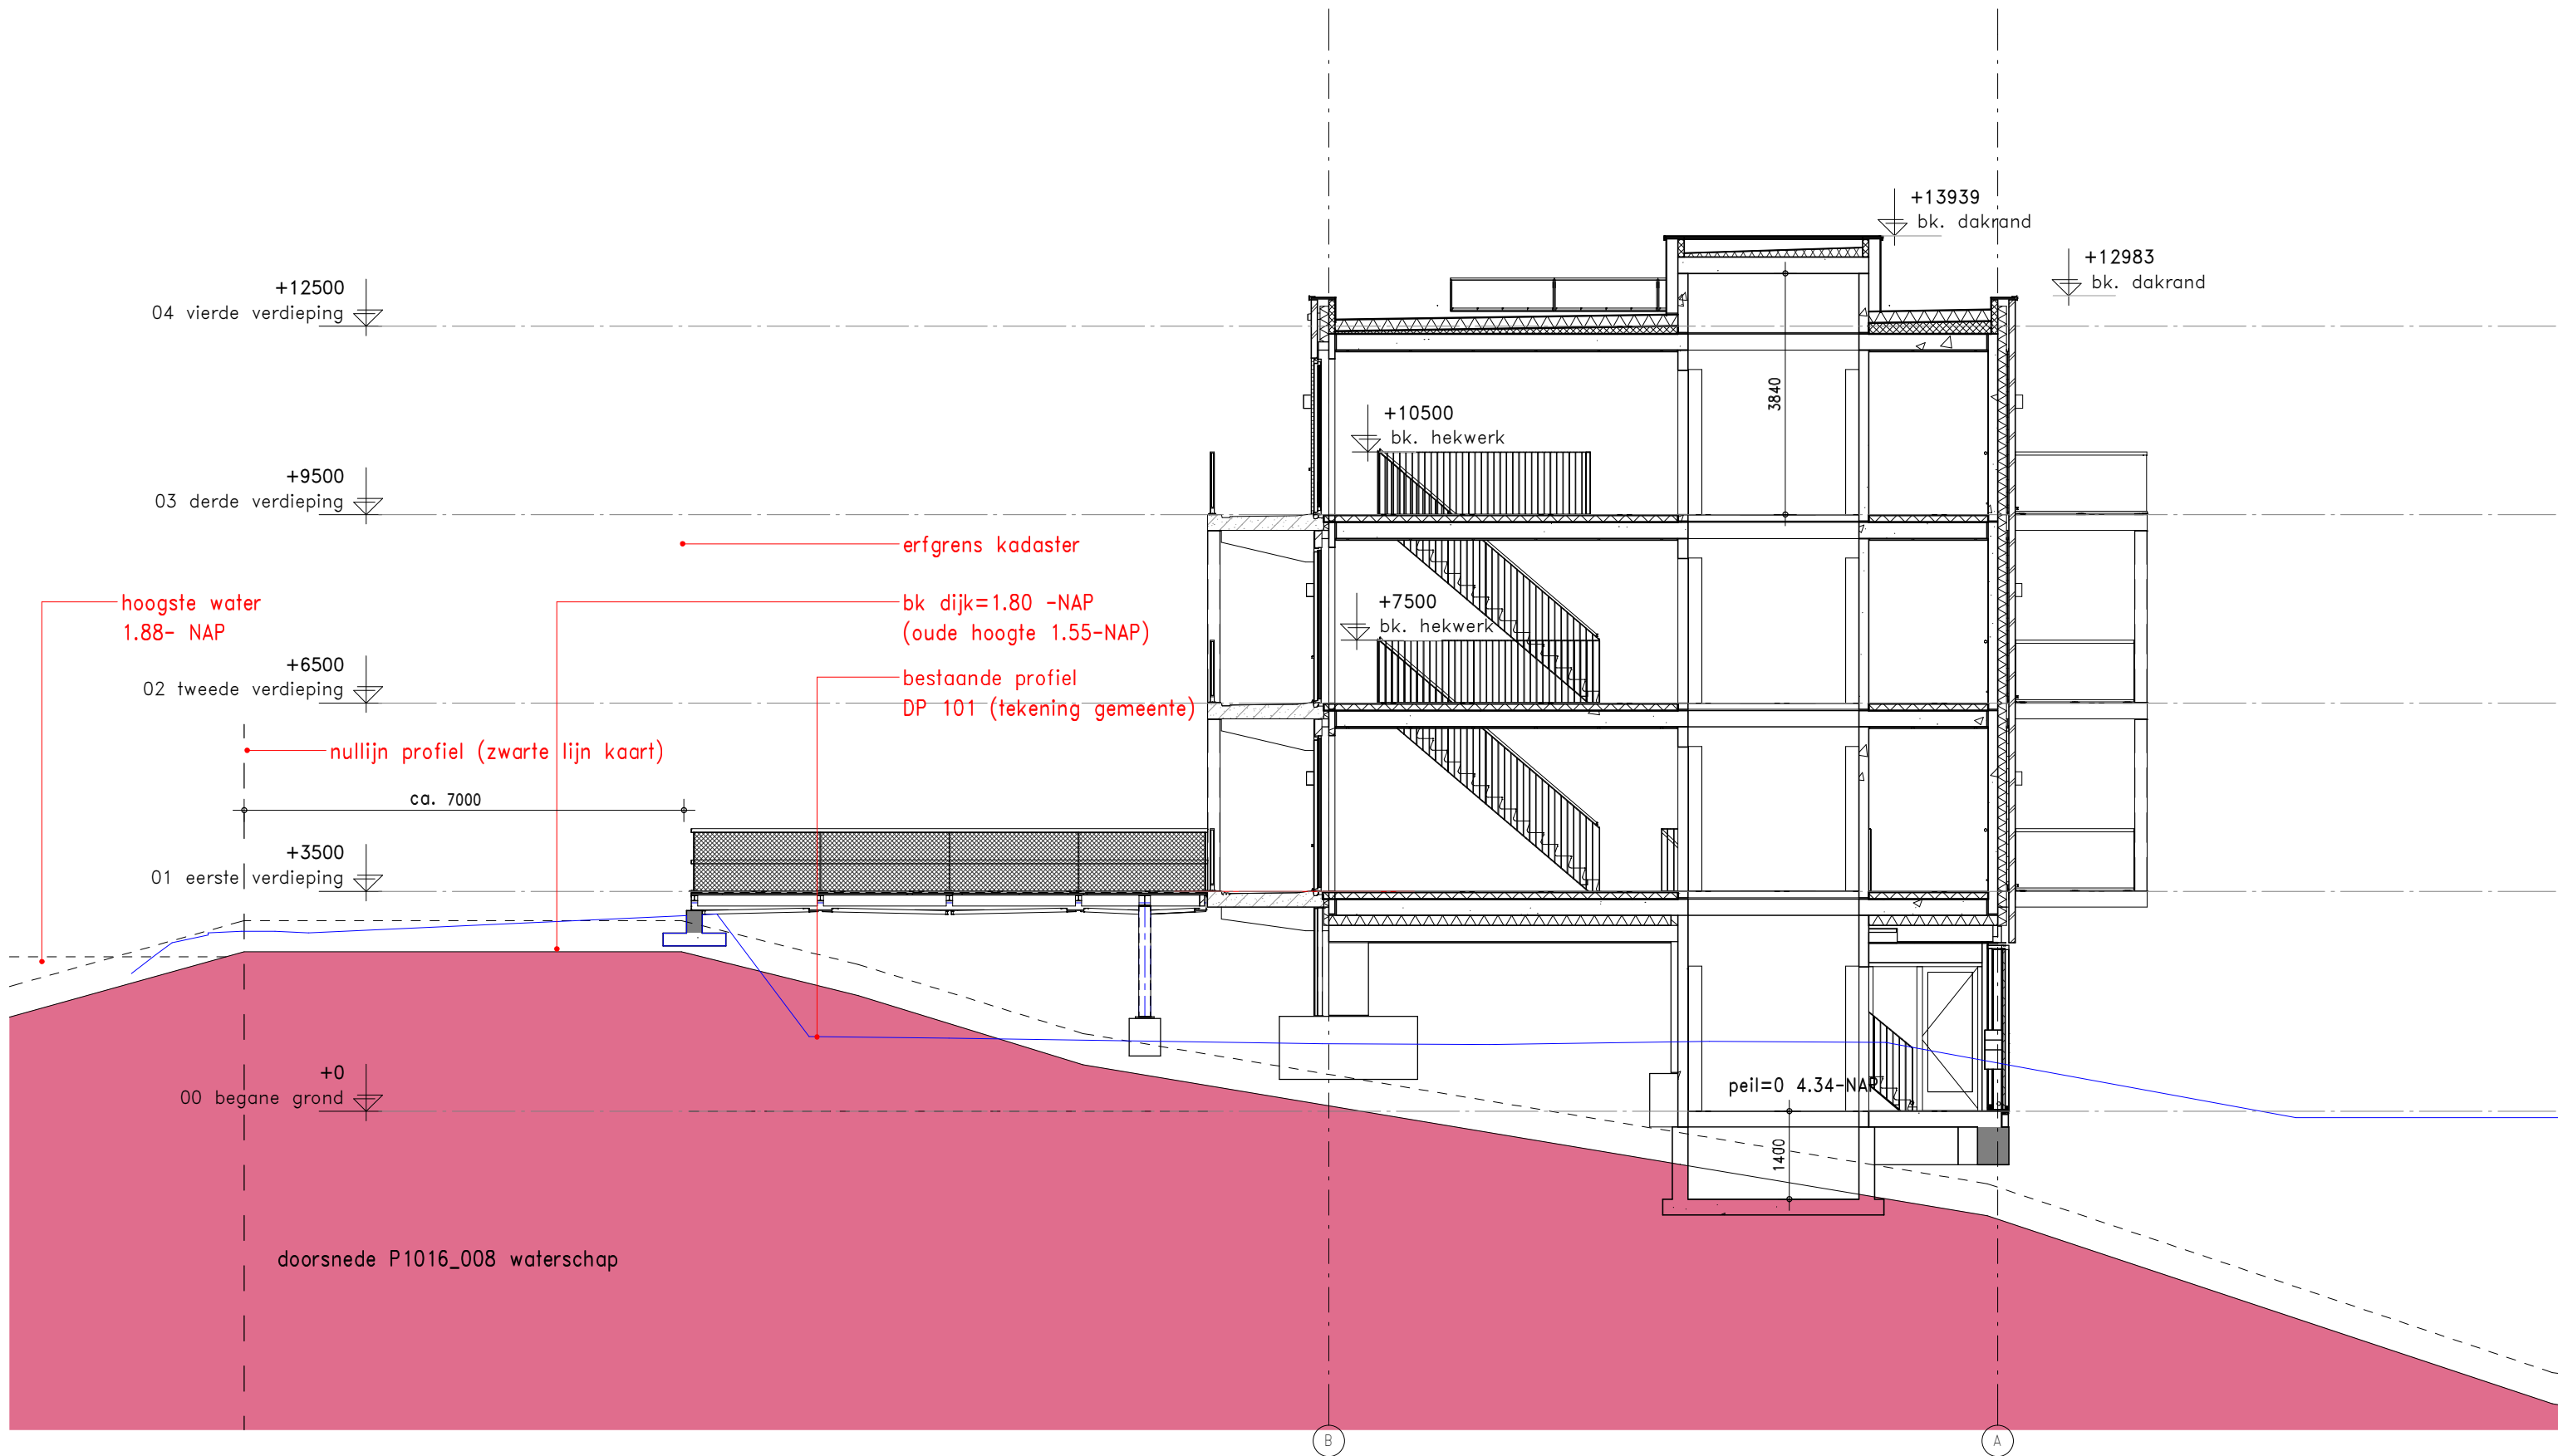 +13939
bk. dakrand
+12983
bk. dakrand
+12500
04 vierde verdieping
3840
+10500
bk. hekwerk
+9500
03 derde verdieping
erfgrens kadaster
hoogste water
1.88- NAP
bk dijk=1.80 -NAP
(oude hoogte 1.55-NAP)
+7500
bk. hekwerk
+6500
02 tweede verdieping
bestaande profiel
DP 101 (tekening gemeente)
nullijn profiel (zwarte lijn kaart)
ca. 7000
+3500
01 eerste verdieping
+0
00 begane grond
peil=0 4.34-NAP
1400
doorsnede P1016_008 waterschap
B
A